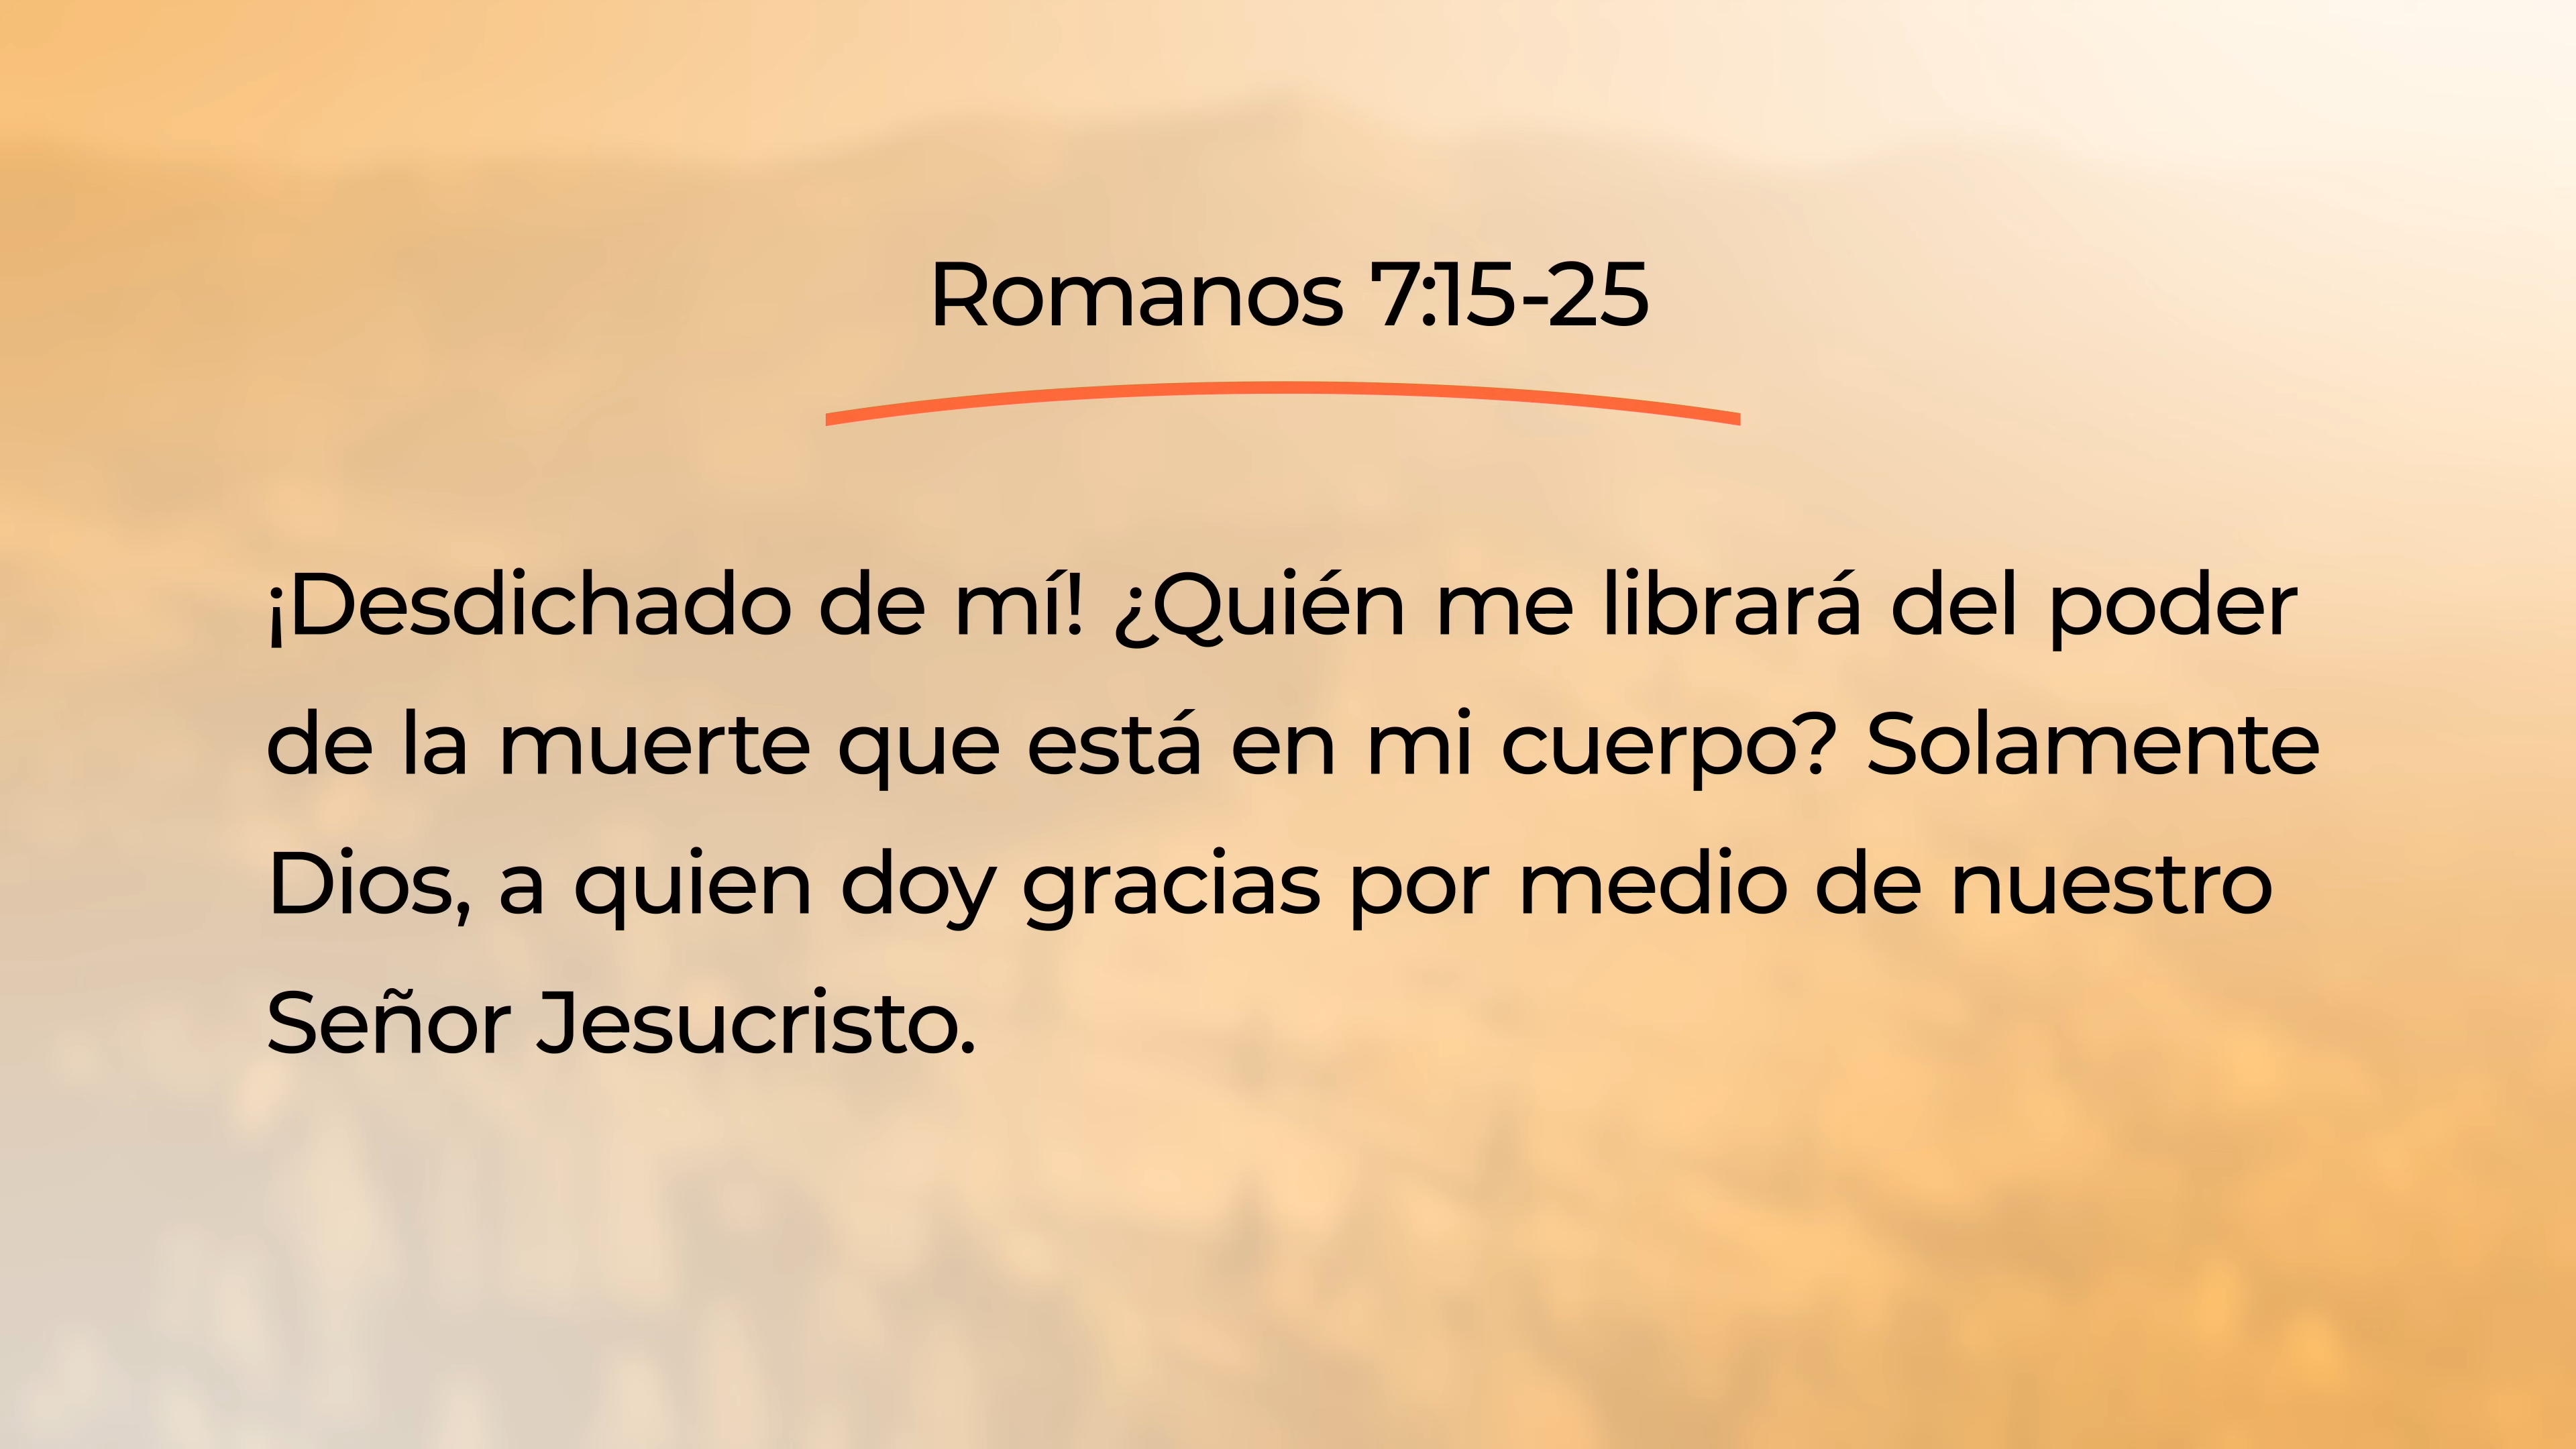 Romanos 7:15-25
¡Desdichado de mí! ¿Quién me librará del poder
de la muerte que está en mi cuerpo? Solamente
Dios, a quien doy gracias por medio de nuestro
Señor Jesucristo.